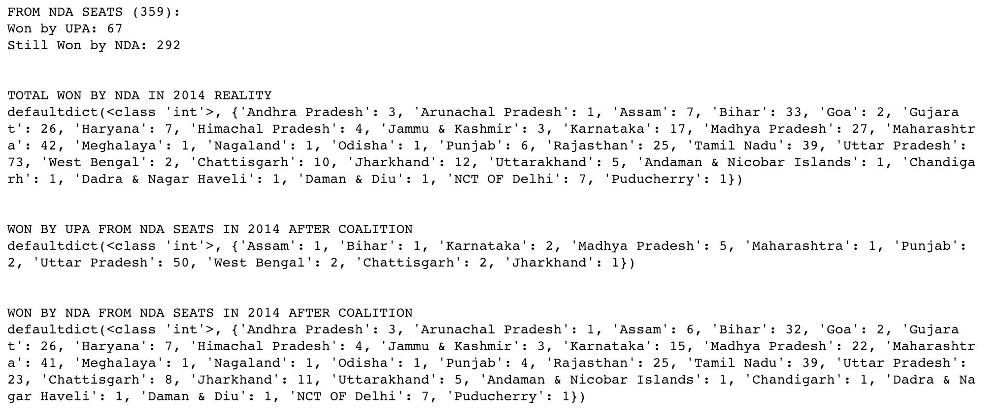 FROM NDA SEATS (359):
Won by UPA: 67
Still Won by NDA: 292
TOTAL WON BY NDA IN 2014 REALITY
defaultdict(<class 'int'>, {'Andhra Pradesh': 3, 'Arunachal Pradesh': 1, 'Assam': 7, 'Bihar': 33, 'Goa': 2, 'Gujara
t': 26, 'Haryana': 7, 'Himachal Pradesh': 4, 'Jammu & Kashmir': 3, 'Karnataka': 17, 'Madhya Pradesh': 27, 'Maharashtr
a': 42, 'Meghalaya': 1, 'Nagaland': 1, 'Odisha': 1, 'Punjab': 6, 'Rajasthan': 25, 'Tamil Nadu': 39, 'Uttar Pradesh':
73, 'West Bengal': 2, 'Chattisgarh': 10, 'Jharkhand': 12, 'Uttarakhand': 5, 'Andaman & Nicobar Islands': 1, 'Chandiga
rh': 1, 'Dadra & Nagar Haveli': 1, 'Daman & Diu': 1, 'NCT OF Delhi': 7, 'Puducherry': 1})
WON BY UPA FROM NDA SEATS IN 2014 AFTER COALITION
defaultdict(<class 'int'>, {'Assam': 1, 'Bihar': 1, 'Karnataka': 2, 'Madhya Pradesh': 5, 'Maharashtra': 1, 'Punjab':
2, 'Uttar Pradesh': 50, 'West Bengal': 2, 'Chattisgarh': 2, 'Jharkhand': 1})
WON BY NDA FROM NDA SEATS IN 2014 AFTER COALITION
defaultdict(<class 'int'>, {'Andhra Pradesh': 3, 'Arunachal Pradesh': 1, 'Assam': 6, 'Bihar': 32, 'Goa': 2, 'Gujara
t': 26, 'Haryana': 7, 'Himachal Pradesh': 4, 'Jammu & Kashmir': 3, 'Karnataka': 15, 'Madhya Pradesh': 22, 'Maharashtr
a': 41, 'Meghalaya': 1, 'Nagaland': 1, 'Odisha': 1, 'Punjab': 4, 'Rajasthan': 25, 'Tamil Nadu': 39, 'Uttar Pradesh':
23, 'Chattisgarh': 8, 'Jharkhand': 11, 'Uttarakhand': 5, 'Andaman & Nicobar Islands': 1, 'Chandigarh': 1, 'Dadra & Na
gar Haveli': 1, 'Daman & Diu': 1, 'NCT OF Delhi': 7, 'Puducherry': 1})